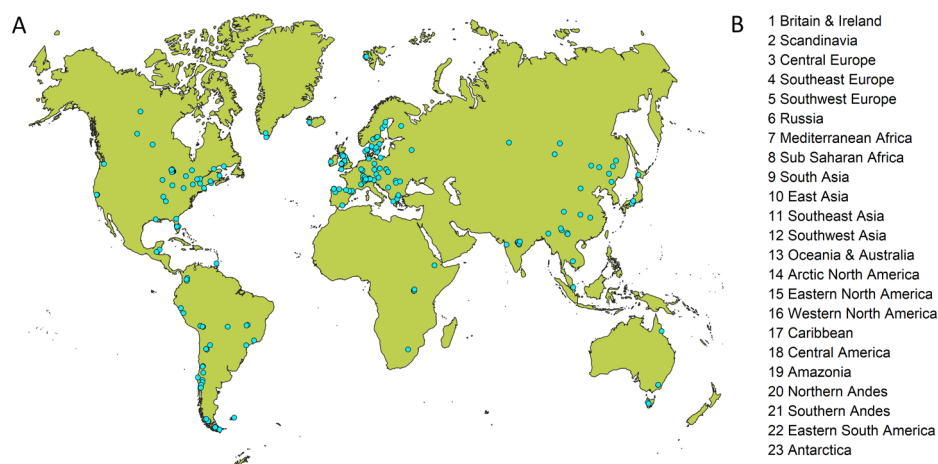 A
B
1 Britain & Ireland
2 Scandinavia
3 Central Europe
4 Southeast Europe
5 Southwest Europe
6 Russia
7 Mediterranean Africa
8 Sub Saharan Africa
9 South Asia
10 East Asia
11 Southeast Asia
12 Southwest Asia
13 Oceania & Australia
14 Arctic North America
15 Eastern North America
16 Western North America
17 Caribbean
18 Central America
19 Amazonia
20 Northern Andes
21 Southern Andes
22 Eastern South America
23 Antarctica